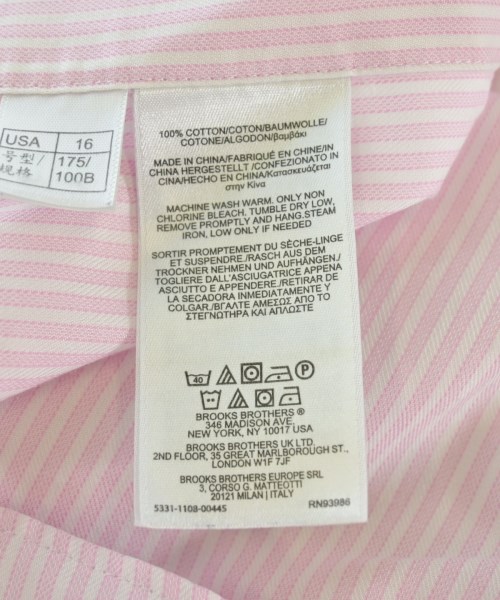 USA 16
号型/ 175/
规格 100B
100% COTTON/COTON/BAUMWOLLE/
COTONE/ALGODON/βαμβάκι
MADE IN CHINA/FABRIQUÉ EN CHINE/IN
CHINA HERGESTELLT /CONFEZIONATO IN
CINA/HECHO EN CHINA/Κατασκευάζεται
στην Κίνα
MACHINE WASH WARM. ONLY NON
CHLORINE BLEACH. TUMBLE DRY LOW,
REMOVE PROMPTLY AND HANG.STEAM
IRON, LOW ONLY IF NEEDED
SORTIR PROMPTEMENT DU SÈCHE-LINGE
ET SUSPENDRE./RASCH AUS DEM
TROCKNER NEHMEN UND AUFHÄNGEN./
TOGLIERE DALL'ASCIUGATRICE APPENA
ASCIUTTO E APPENDERE./RETIRAR DE
LA SECADORA INMEDIATAMENTE Y
COLGAR./ΒΓΑΛΤΕ ΑΜΕΣΩΣ ΑΠΟ ΤΟ
ΣΤΕΓΝΩΤΗΡΙΟ ΚΑΙ ΑΠΛΩΣΤΕ
40 P
BROOKS BROTHERS ®
346 MADISON AVE.
NEW YORK, NY 10017 USA
BROOKS BROTHERS UK LTD.
2ND FLOOR, 35 GREAT MARLBOROUGH ST.,
LONDON W1F 7JF
BROOKS BROTHERS EUROPE SRL
3, CORSO G. MATTEOTTI
20121 MILAN | ITALY
5331-1108-00445 RN93986